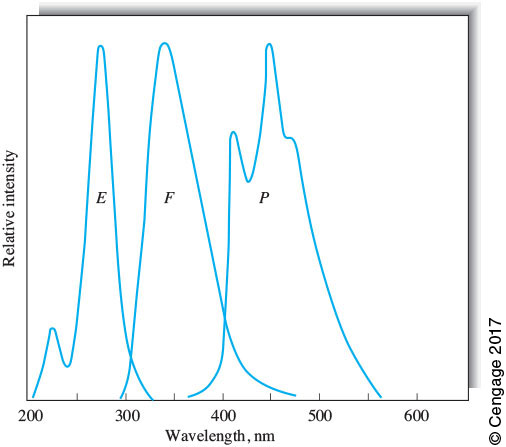 Relative intensity
E F P
200 300 400 500 600
Wavelength, nm
© Cengage 2017